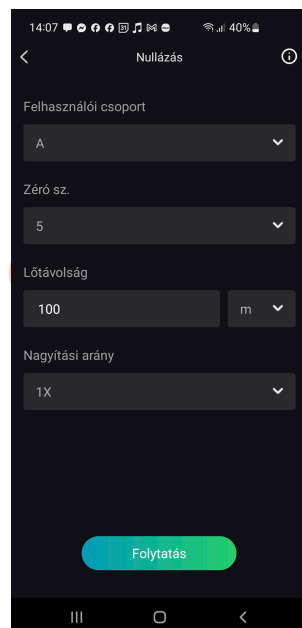 14:07 40%
Nullázás
Felhasználói csoport
A
Zéró sz.
5
Lőtávolság
100 m
Nagyítási arány
1X
Folytatás